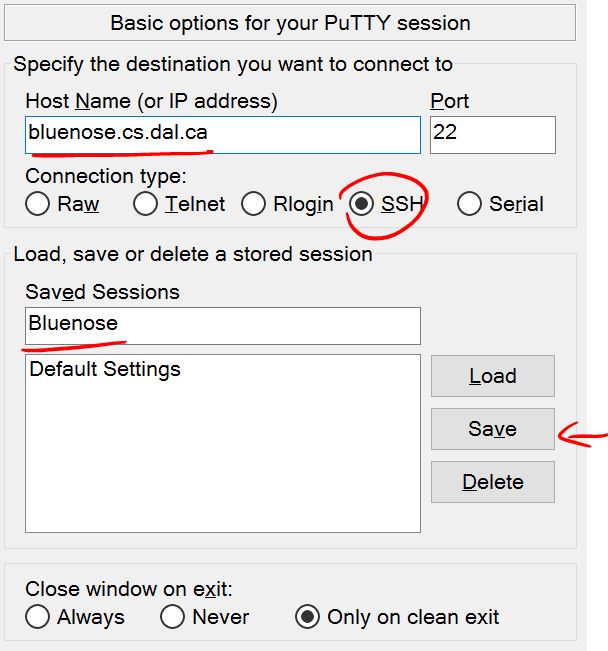 Basic options for your PuTTY session
Specify the destination you want to connect to
Host Name (or IP address) Port
bluenose.cs.dal.ca 22
Connection type:
Raw Telnet Rlogin SSH Serial
Load, save or delete a stored session
Saved Sessions
Bluenose
Default Settings
Load
Save
Delete
Close window on exit:
Always Never Only on clean exit